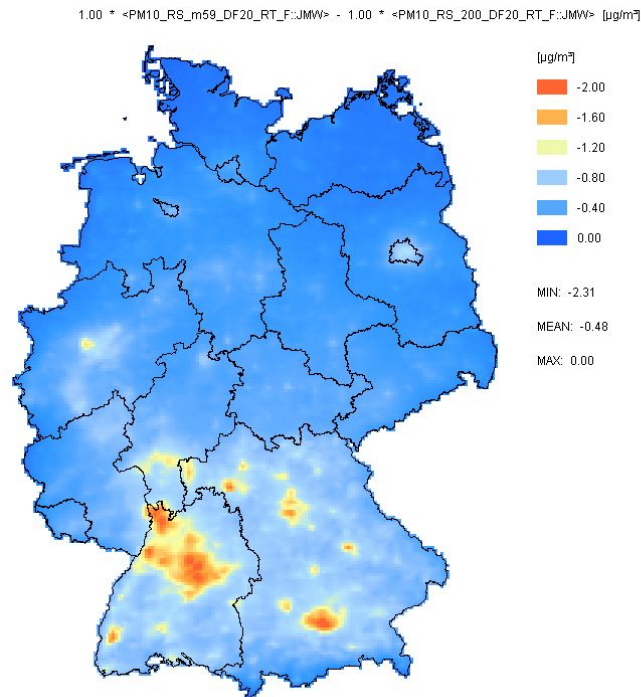 1.00 * <PM10_RS_m59_DF20_RT_F::JMW> - 1.00 * <PM10_RS_200_DF20_RT_F::JMW> [µg/m³]
[µg/m³]
-2.00
-1.60
-1.20
-0.80
-0.40
0.00
MIN: -2.31
MEAN: -0.48
MAX: 0.00